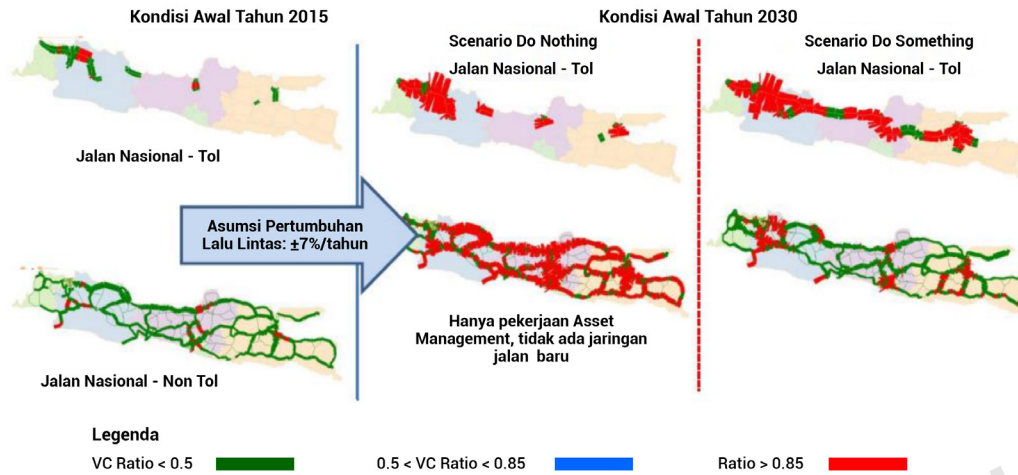 Kondisi Awal Tahun 2015
Jalan Nasional - Tol
Asumsi Pertumbuhan
Lalu Lintas: ±7%/tahun
Jalan Nasional - Non Tol
Kondisi Awal Tahun 2030
Scenario Do Nothing
Jalan Nasional - Tol
Hanya pekerjaan Asset
Management, tidak ada jaringan
jalan baru
Scenario Do Something
Jalan Nasional - Tol
Legenda
VC Ratio < 0.5
0.5 < VC Ratio < 0.85
Ratio > 0.85